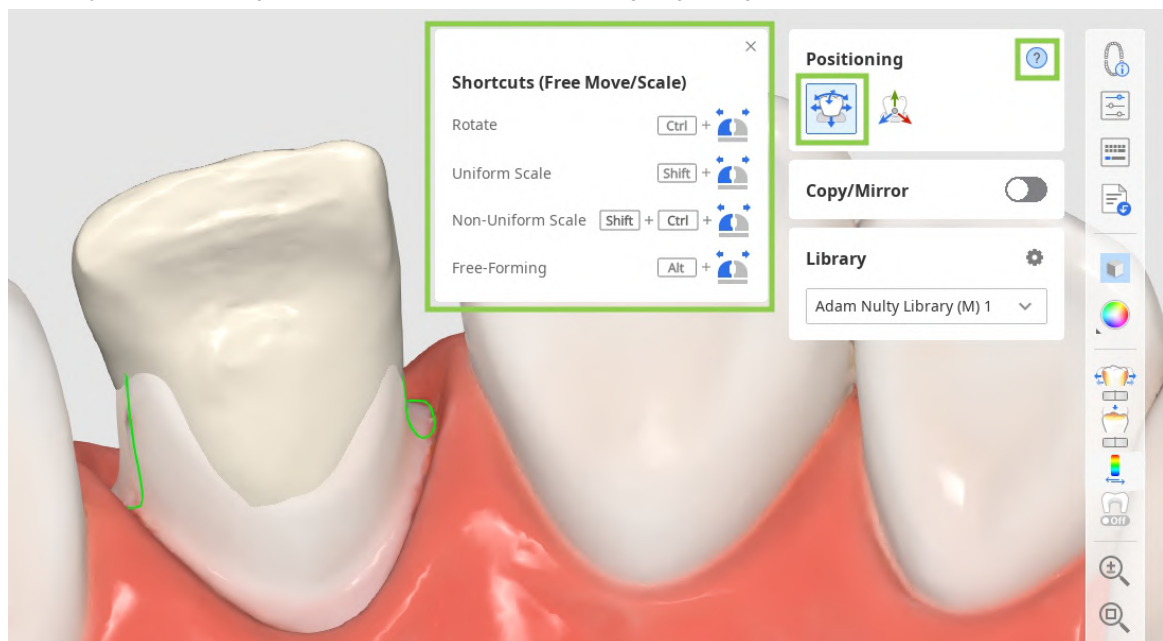 Shortcuts (Free Move/Scale)
Rotate Ctrl +
Uniform Scale Shift +
Non-Uniform Scale Shift + Ctrl +
Free-Forming Alt +
Positioning ?
Copy/Mirror
Library
Adam Nulty Library (M) 1
Off